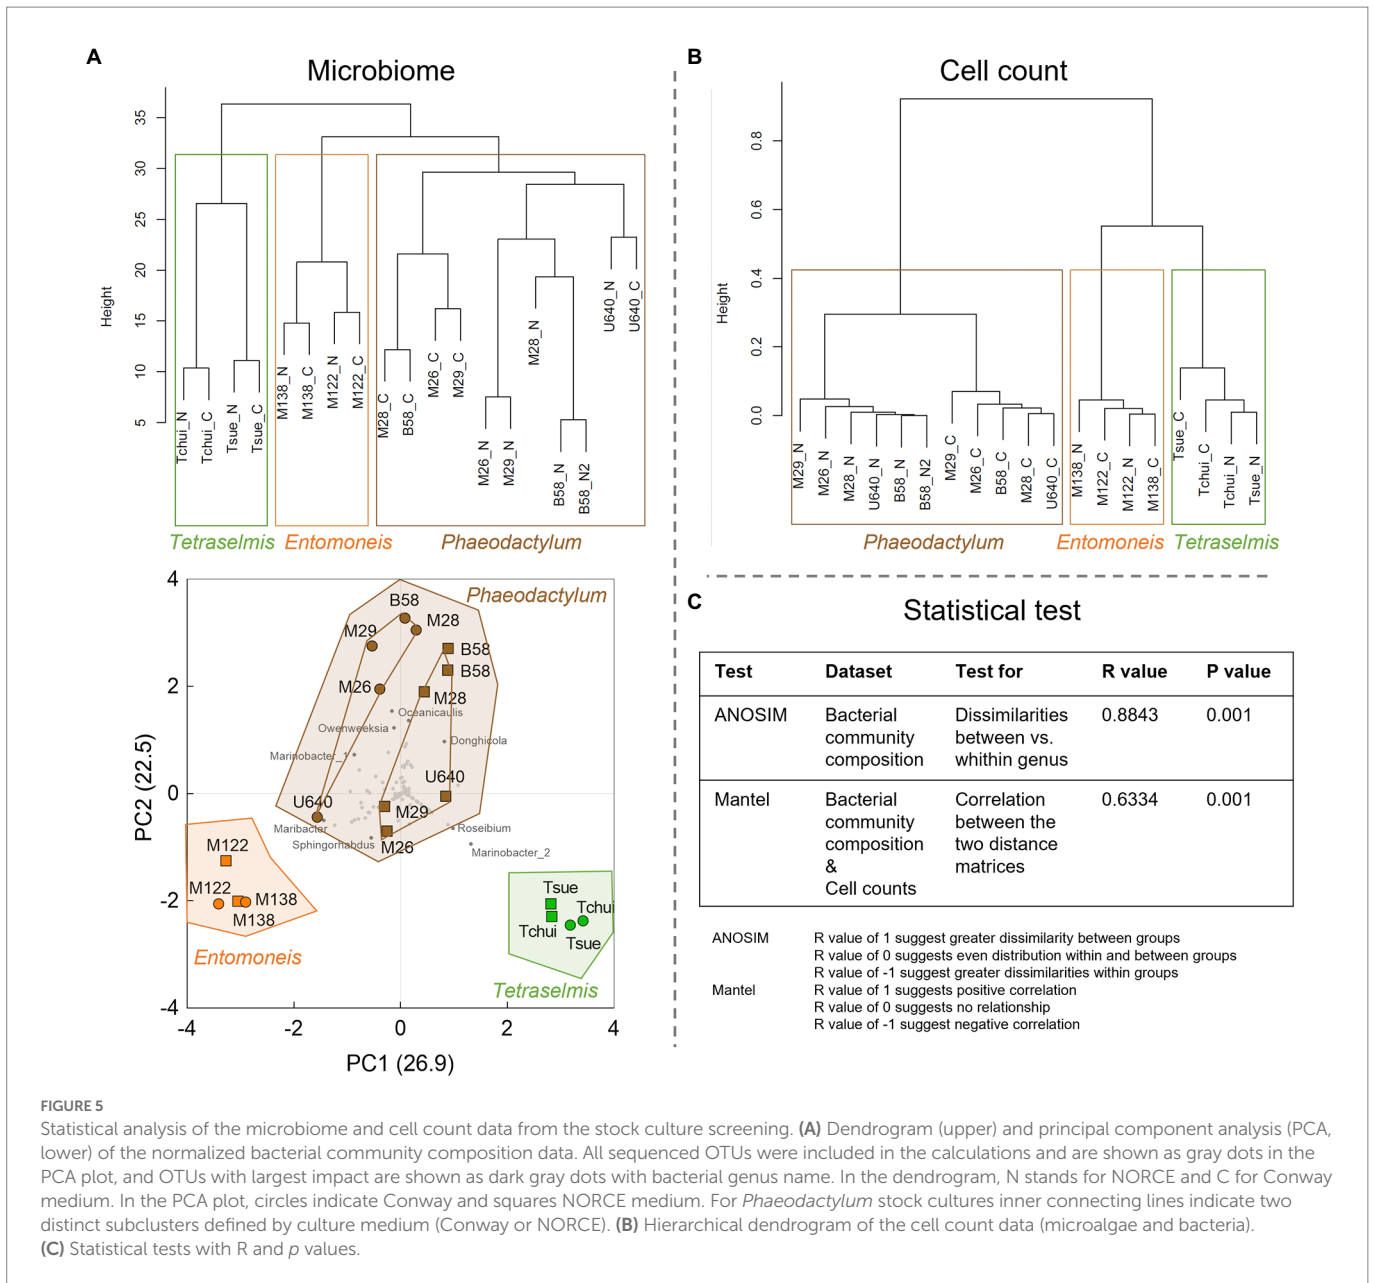 A
Microbiome
Height
35
30
25
20
15
10
5
Tchui_N
Tchui_C
Tsue_N
Tsue_C
M138_N
M138_C
M122_N
M122_C
M28_C
B58_C
M26_C
M29_C
M26_N
M29_N
M28_N
B58_N
B58_N2
U640_N
U640_C
Tetraselmis
Entomoneis
Phaeodactylum
PC2 (22.5)
4
2
0
-2
-4
Phaeodactylum
B58
M29
M28
B58
B58
M26
M28
Oceanicaulis
Owenweeksia
Donghicola
Marinobacter_1
U640
U640
M29
Maribacter
Roseibium
Sphingorhabdus
M26
Marinobacter_2
M122
M122
M138
M138
Entomoneis
Tsue
Tchui
Tchui
Tsue
Tetraselmis
-4
-2
0
2
4
PC1 (26.9)
B
Cell count
Height
0.8
0.6
0.4
0.2
0.0
M29_N
M26_N
M28_N
U640_N
B58_N
B58_N2
M29_C
M26_C
B58_C
M28_C
U640_C
M138_N
M122_C
M122_N
M138_C
Tsue_C
Tchui_C
Tchui_N
Tsue_N
Phaeodactylum
Entomoneis
Tetraselmis
C
Statistical test
Test Dataset Test for R value P value
ANOSIM Bacterial Dissimilarities 0.8843 0.001
community between vs.
composition whithin genus
Mantel Bacterial Correlation 0.6334 0.001
community between the
composition two distance
& matrices
Cell counts
ANOSIM R value of 1 suggest greater dissimilarity between groups
R value of 0 suggests even distribution within and between groups
R value of -1 suggest greater dissimilarities within groups
Mantel R value of 1 suggests positive correlation
R value of 0 suggests no relationship
R value of -1 suggest negative correlation
FIGURE 5
Statistical analysis of the microbiome and cell count data from the stock culture screening. (A) Dendrogram (upper) and principal component analysis (PCA,
lower) of the normalized bacterial community composition data. All sequenced OTUs were included in the calculations and are shown as gray dots in the
PCA plot, and OTUs with largest impact are shown as dark gray dots with bacterial genus name. In the dendrogram, N stands for NORCE and C for Conway
medium. In the PCA plot, circles indicate Conway and squares NORCE medium. For Phaeodactylum stock cultures inner connecting lines indicate two
distinct subclusters defined by culture medium (Conway or NORCE). (B) Hierarchical dendrogram of the cell count data (microalgae and bacteria).
(C) Statistical tests with R and p values.